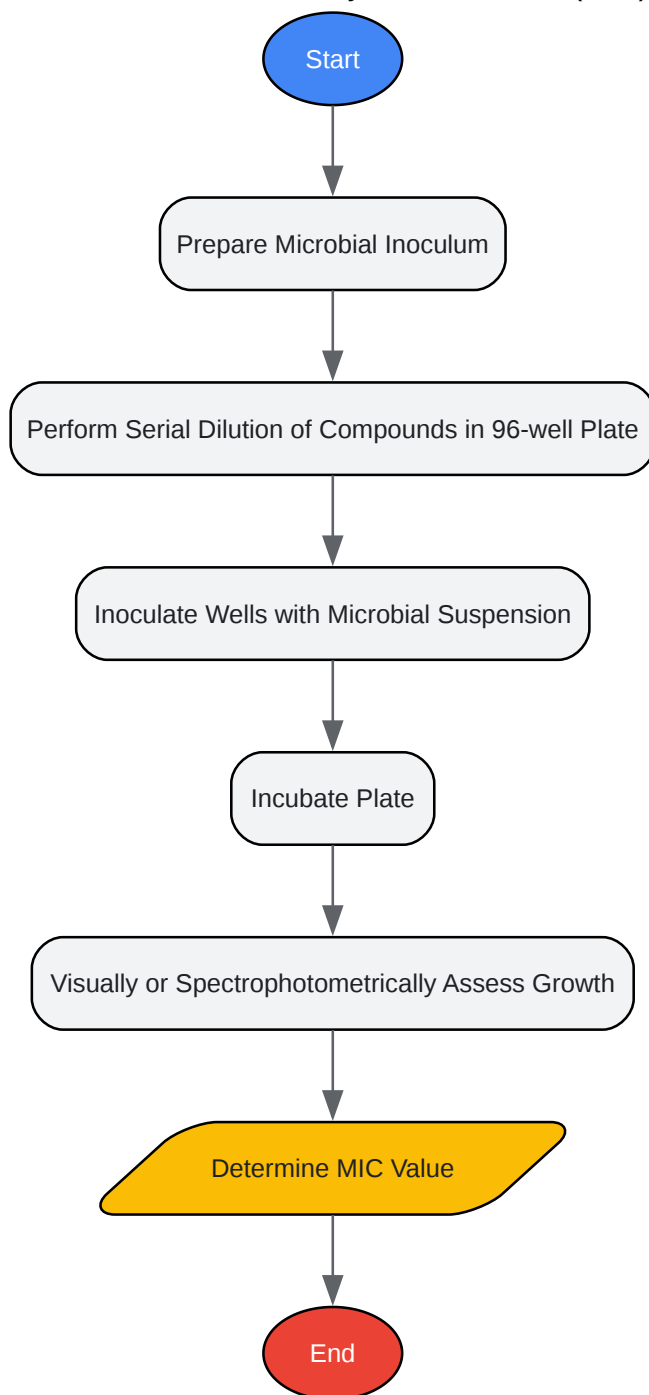 Start
Prepare Microbial Inoculum
Perform Serial Dilution of Compounds in 96-well Plate
Inoculate Wells with Microbial Suspension
Incubate Plate
Visually or Spectrophotometrically Assess Growth
Determine MIC Value
End